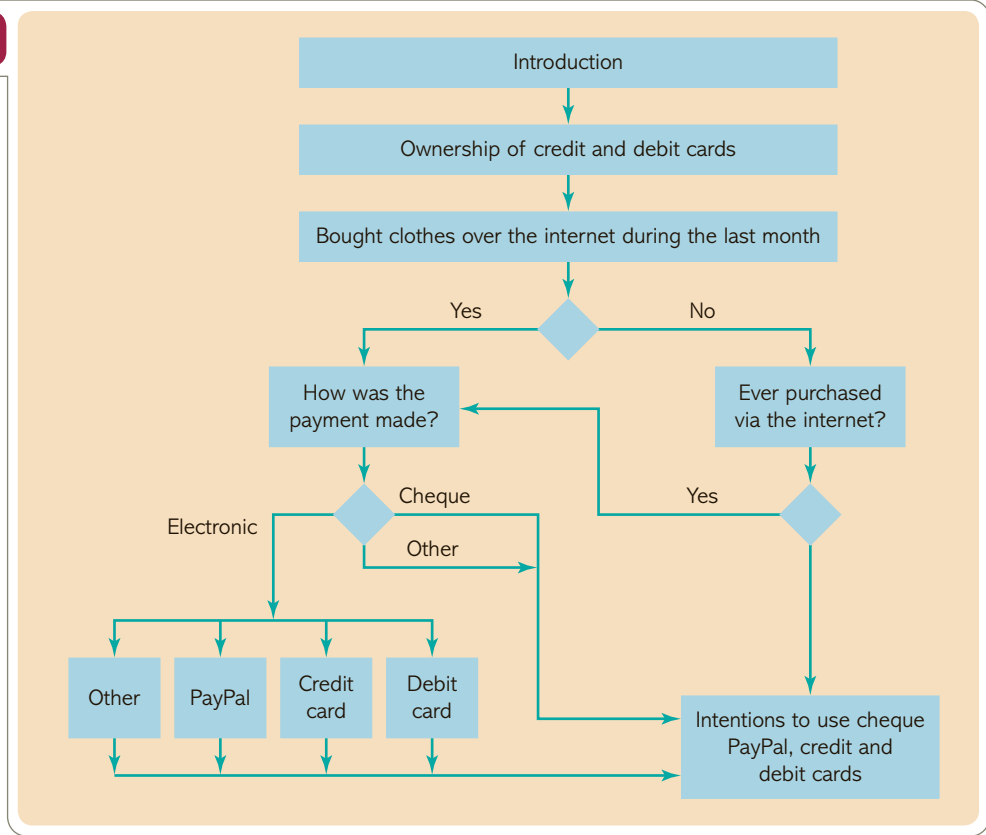 Introduction
Ownership of credit and debit cards
Bought clothes over the internet during the last month
Yes
No
How was the
payment made?
Ever purchased
via the internet?
Cheque
Yes
Electronic
Other
Other
PayPal
Credit
card
Debit
card
Intentions to use cheque
PayPal, credit and
debit cards